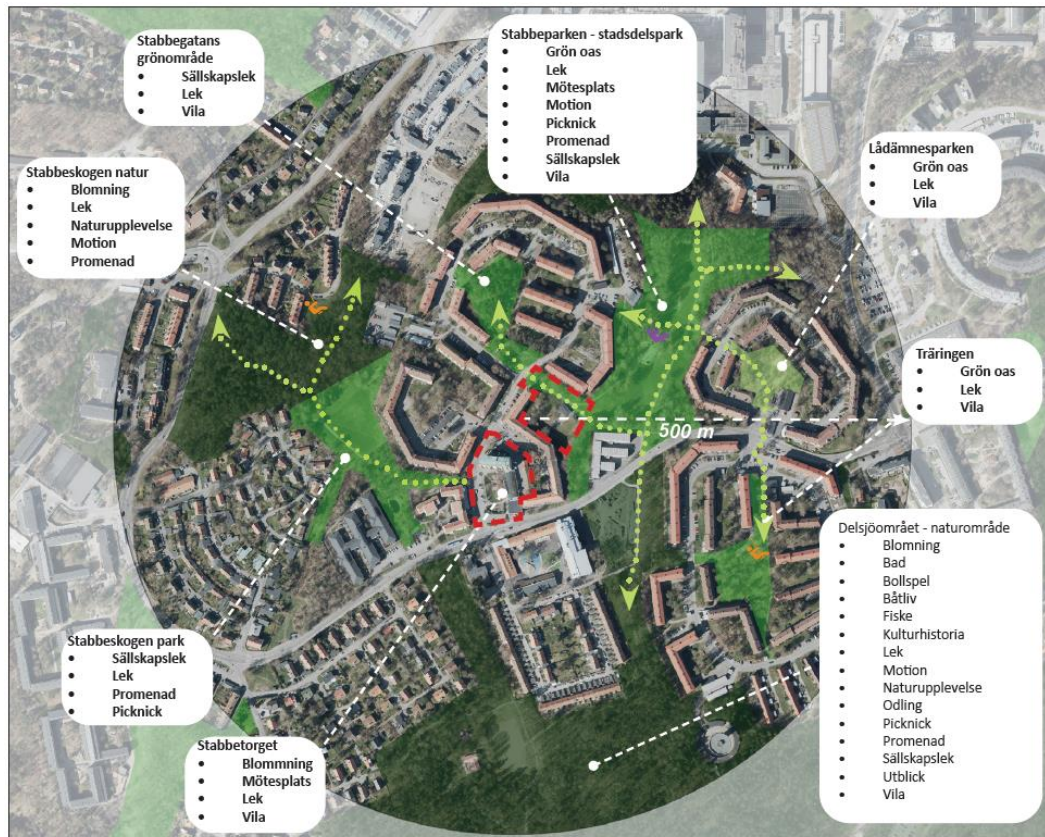 Stabbegatans
grönområde
• Sällskapslek
• Lek
• Vila
Stabbeparken - stadsdelspark
• Grön oas
• Lek
• Mötesplats
• Motion
• Picknick
• Promenad
• Sällskapslek
• Vila
Lådämnesparken
• Grön oas
• Lek
• Vila
Stabbeskogen natur
• Blomning
• Lek
• Naturupplevelse
• Motion
• Promenad
Träringen
• Grön oas
• Lek
• Vila
500 m
Delsjöområet - naturområde
• Blomning
• Bad
• Bollspel
• Båtliv
• Fiske
• Kulturhistoria
• Lek
• Motion
• Naturupplevelse
• Odling
• Picknick
• Promenad
• Sällskapslek
• Utblick
• Vila
Stabbeskogen park
• Sällskapslek
• Lek
• Promenad
• Picknick
Stabbetorget
• Blommning
• Mötesplats
• Lek
• Vila